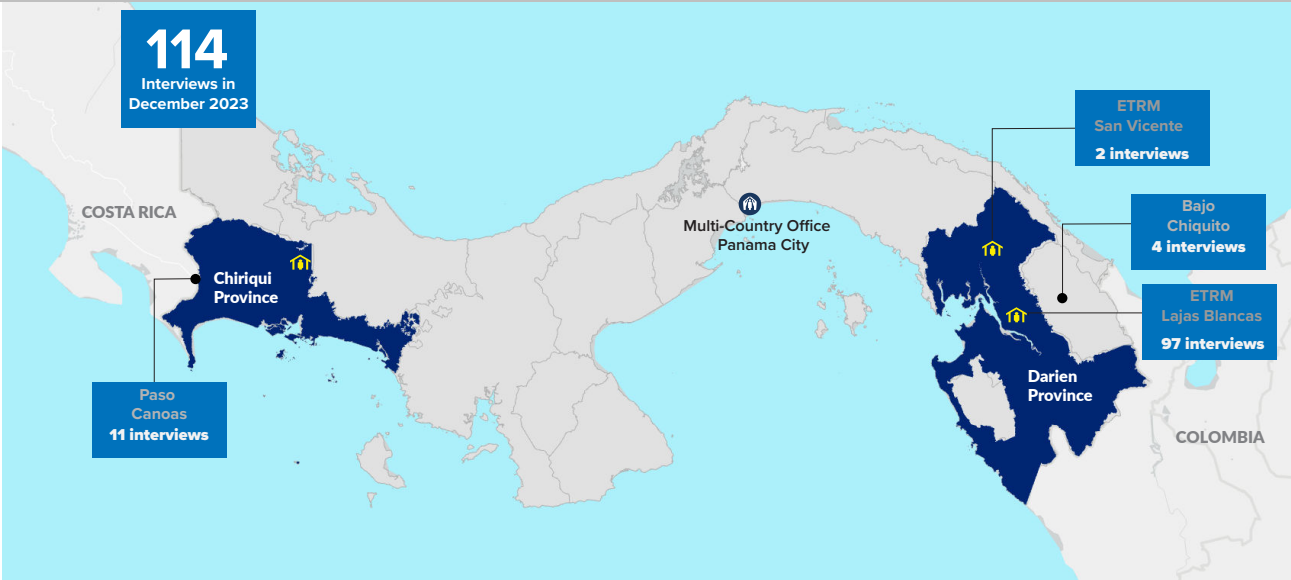 114
Interviews in
December 2023
COSTA RICA
Chiriqui
Province
Paso
Canoas
11 interviews
Multi-Country Office
Panama City
ETRM
San Vicente
2 interviews
Bajo
Chiquito
4 interviews
ETRM
Lajas Blancas
97 interviews
Darien
Province
COLOMBIA